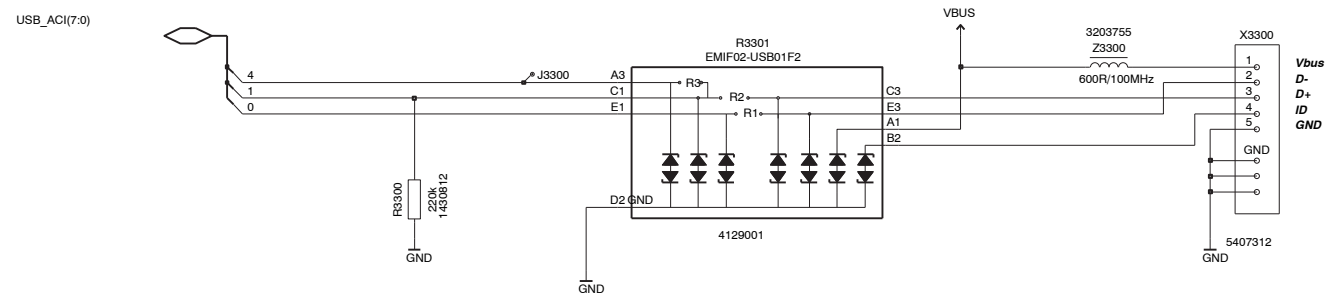 USB_ACI(7:0)
VBUS
3203755
Z3300
600R/100MHz
X3300
R3301
EMIF02-USB01F2
1
Vbus
2
D-
3
D+
4
ID
5
GND
GND
4
J3300
A3
R3
1
C1
R2
C3
0
E1
R1
E3
A1
B2
R3300
220k
1430812
D2 GND
4129001
5407312
GND
GND
GND